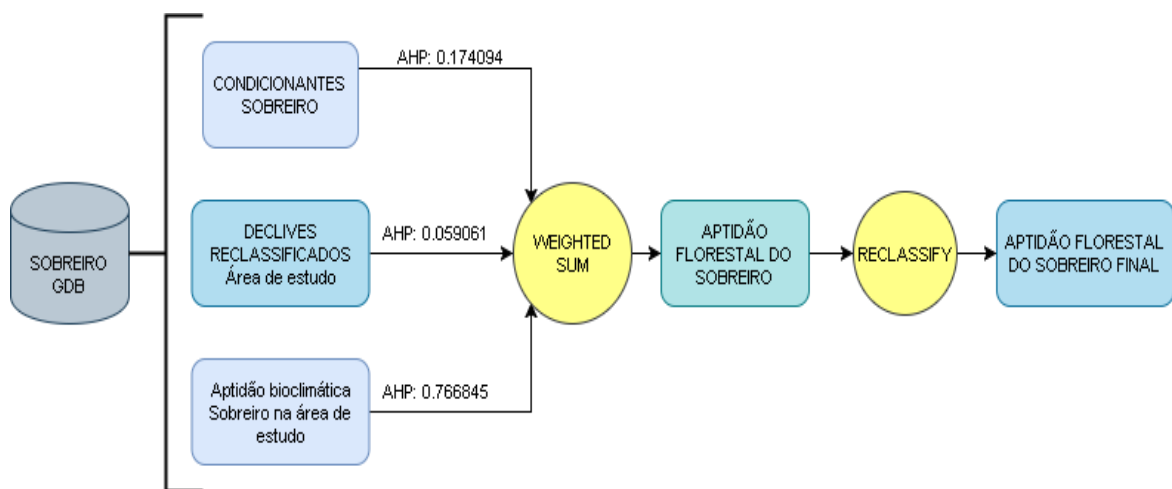 CONDICIONANTES
SOBREIRO
AHP: 0.174094
SOBREIRO
GDB
DECLIVES
RECLASSIFICADOS
Área de estudo
AHP: 0.059061
WEIGHTED
SUM
APTIDÃO
FLORESTAL DO
SOBREIRO
RECLASSIFY
APTIDÃO FLORESTAL
DO SOBREIRO FINAL
Aptidão bioclimática
Sobreiro na área de
estudo
AHP: 0.766845